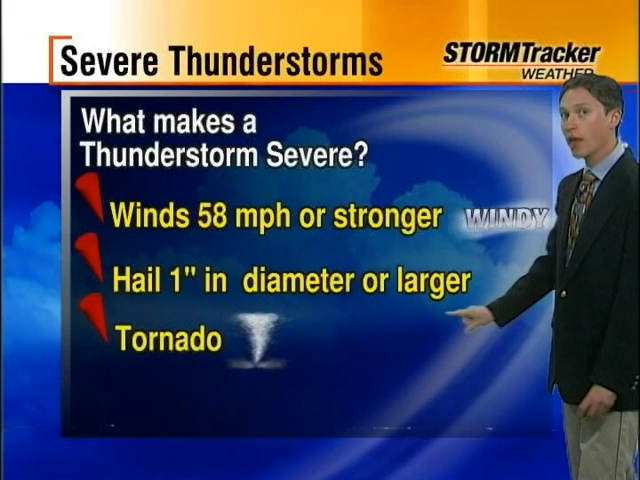 Severe Thunderstorms
STORMTracker
WEATHER
What makes a
Thunderstorm Severe?
Winds 58 mph or stronger
WINDY
Hail 1" in diameter or larger
Tornado